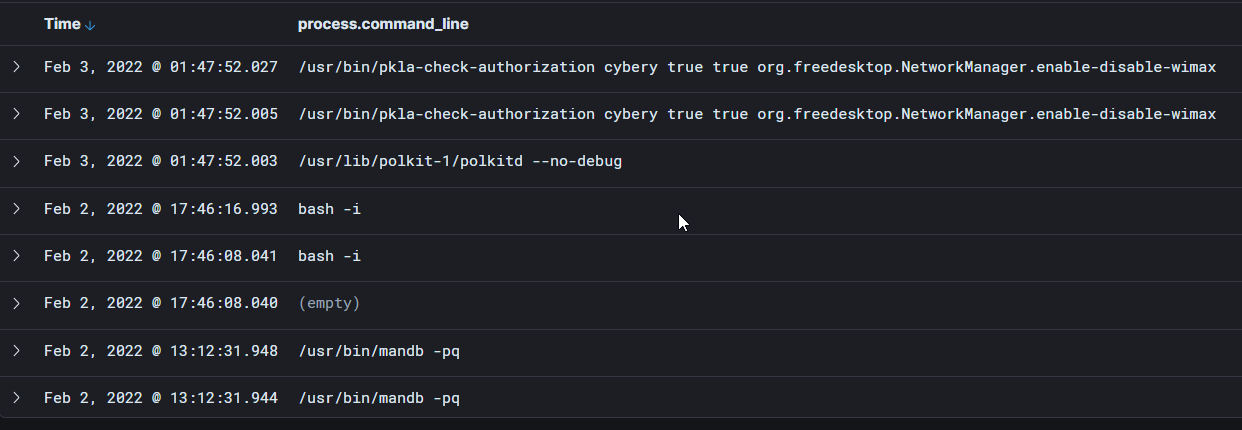 Time process.command_line
Feb 3, 2022 @ 01:47:52.027 /usr/bin/pkla-check-authorization cybery true true org.freedesktop.NetworkManager.enable-disable-wimax
Feb 3, 2022 @ 01:47:52.005 /usr/bin/pkla-check-authorization cybery true true org.freedesktop.NetworkManager.enable-disable-wimax
Feb 3, 2022 @ 01:47:52.003 /usr/lib/polkit-1/polkitd --no-debug
Feb 2, 2022 @ 17:46:16.993 bash -i
Feb 2, 2022 @ 17:46:08.041 bash -i
Feb 2, 2022 @ 17:46:08.040 (empty)
Feb 2, 2022 @ 13:12:31.948 /usr/bin/mandb -pq
Feb 2, 2022 @ 13:12:31.944 /usr/bin/mandb -pq